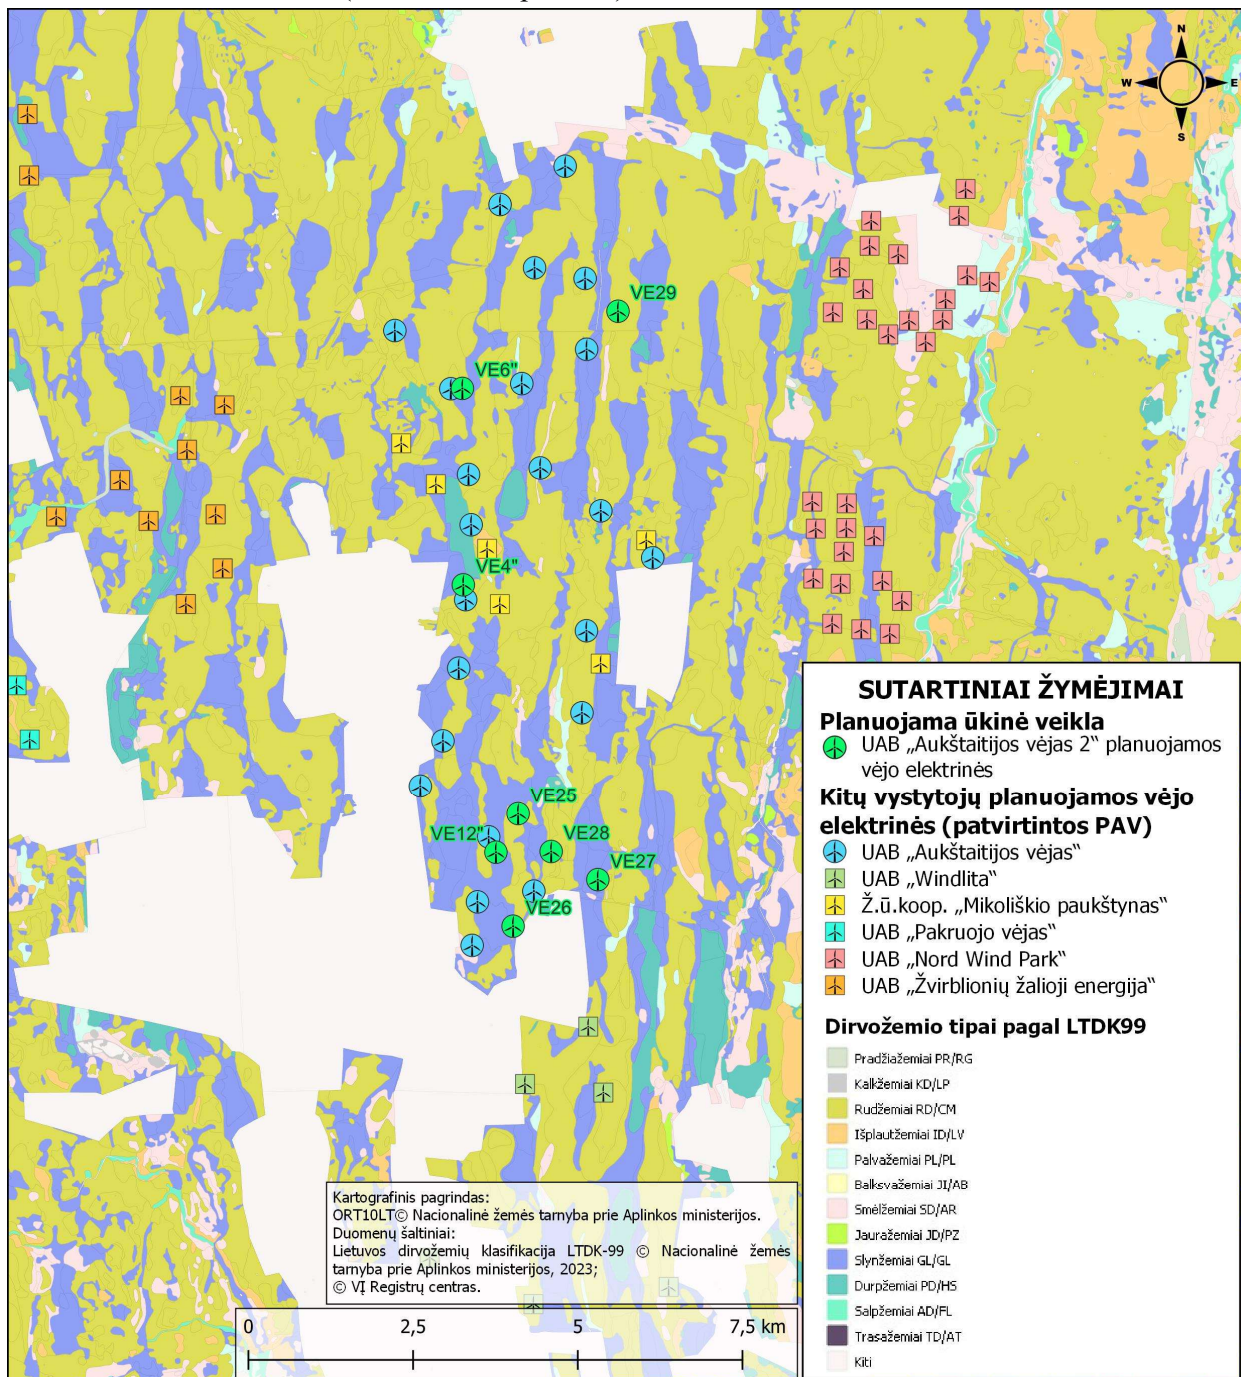 N
W
E
S
VE29
VE6"
VE4"
VE25
VE12"
VE28
VE27
VE26
SUTARTINIAI ŽYMĖJIMAI
Planuojama ūkinė veikla
UAB „Aukštaitijos vėjas 2“ planuojamos
vėjo elektrinės
Kitų vystytojų planuojamos vėjo
elektrinės (patvirtintos PAV)
UAB „Aukštaitijos vėjas“
UAB „Windlita“
Ž.ū.koop. „Mikoliškio paukštynas“
UAB „Pakruojo vėjas“
UAB „Nord Wind Park“
UAB „Žvirblionių žalioji energija“
Dirvožemio tipai pagal LTDK99
Pradžiažemiai PR/RG
Kalkžemiai KD/LP
Rudžemiai RD/CM
Išplautžemiai ID/LV
Palvažemiai PL/PL
Balksvažemiai JI/AB
Smėlžemiai SD/AR
Jauražemiai JD/PZ
Šlynžemiai GL/GL
Durpžemiai PD/HS
Salpžemiai AD/FL
Trąšažemiai TD/AT
Kiti
Kartografinis pagrindas:
ORT10LT© Nacionalinė žemės tarnyba prie Aplinkos ministerijos.
Duomenų šaltiniai:
Lietuvos dirvožemių klasifikacija LTDK-99 © Nacionalinė žemės
tarnyba prie Aplinkos ministerijos, 2023;
© VĮ Registrų centras.
0 2,5 5 7,5 km